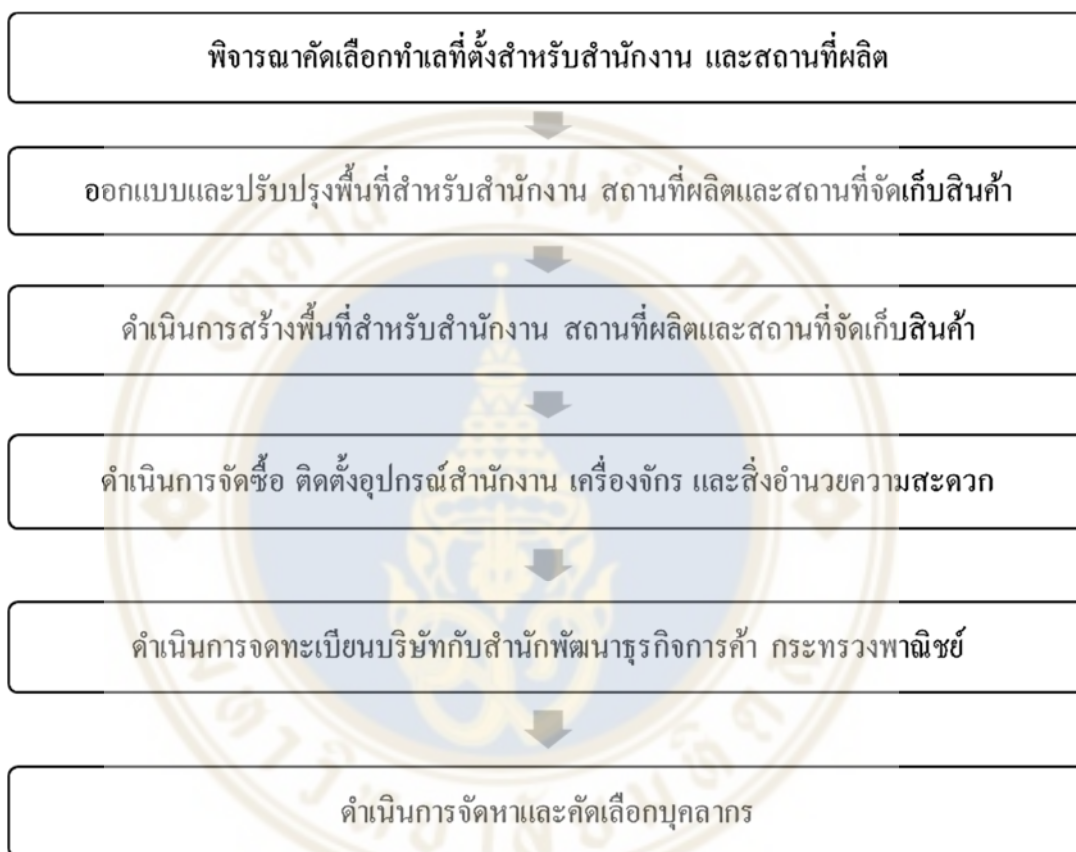 พิจารณาคัดเลือกทำเลที่ตั้งสำหรับสำนักงาน และสถานที่ผลิต
ออกแบบและปรับปรุงพื้นที่สำหรับสำนักงาน สถานที่ผลิตและสถานที่จัดเก็บสินค้า
ดำเนินการสร้างพื้นที่สำหรับสำนักงาน สถานที่ผลิตและสถานที่จัดเก็บสินค้า
ดำเนินการจัดซื้อ ติดตั้งอุปกรณ์สำนักงาน เครื่องจักร และสิ่งอำนวยความสะดวก
ดำเนินการจดทะเบียนบริษัทกับสำนักพัฒนาธุรกิจการค้า กระทรวงพาณิชย์
ดำเนินการจัดหาและคัดเลือกบุคลากร